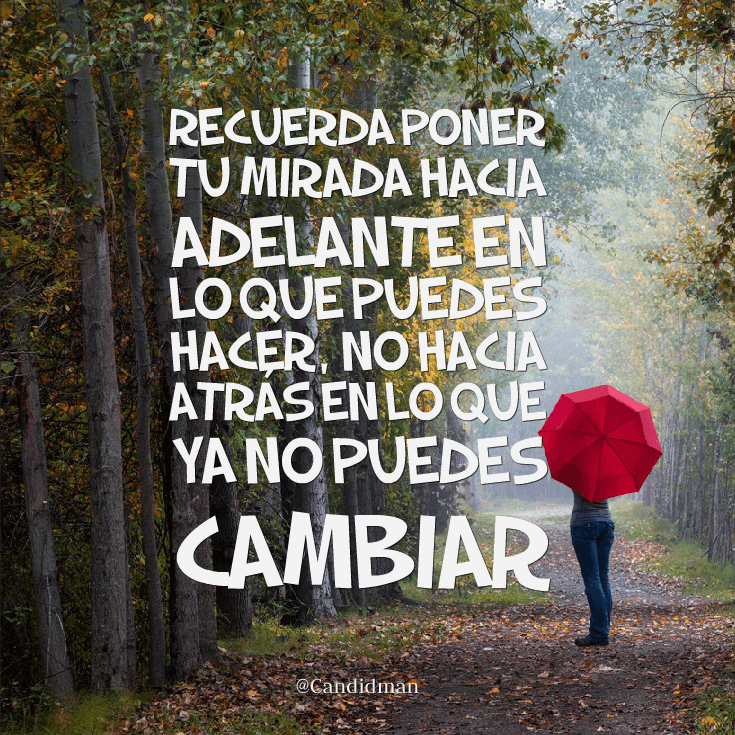 RECUERDA PONER
TU MIRADA HACIA
ADELANTE EN
LO QUE PUEDES
HACER, NO HACIA
ATRÁS EN LO QUE
YA NO PUEDES
CAMBIAR
@Candidman